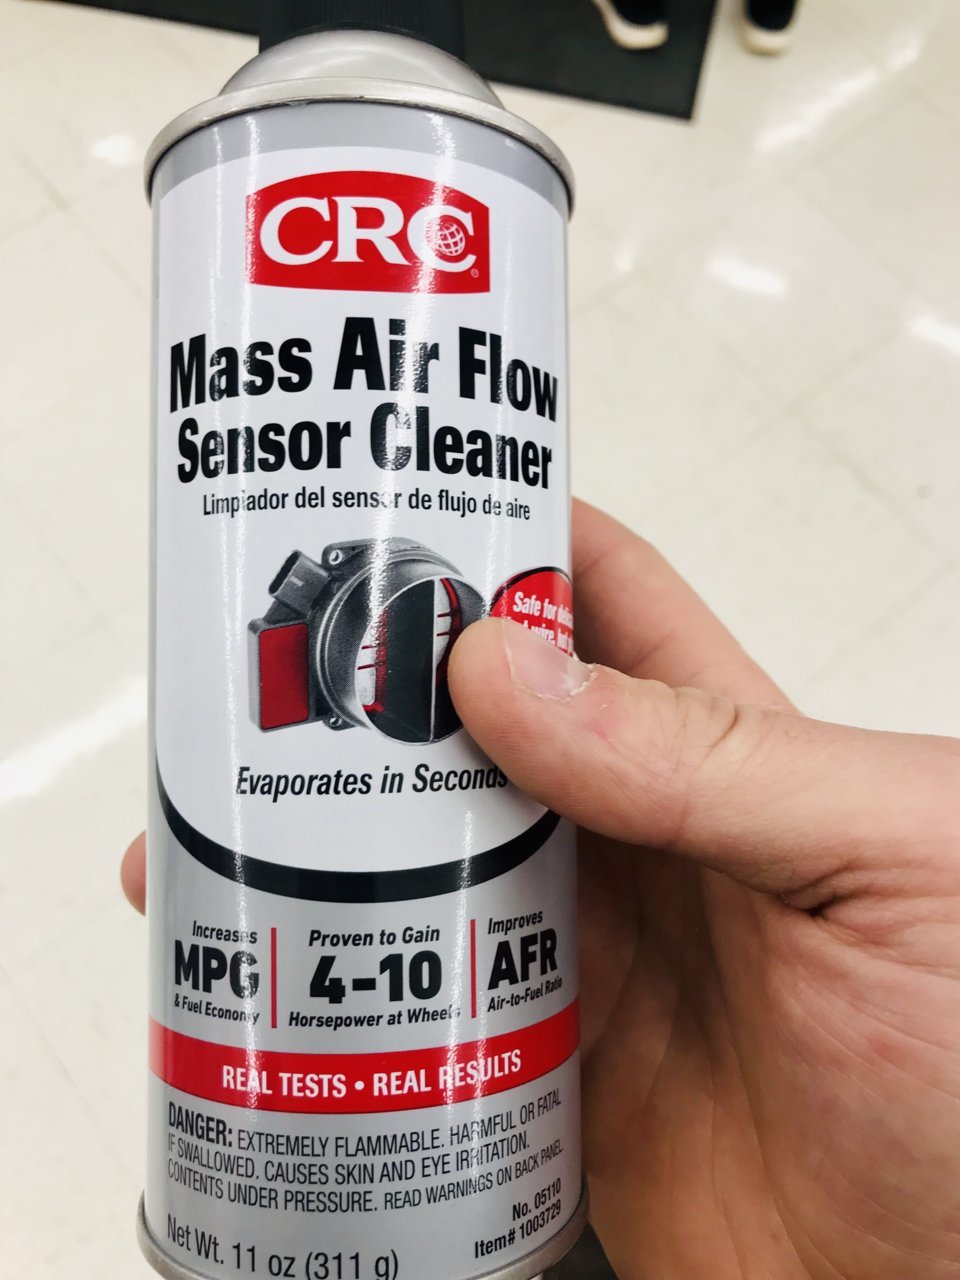 CRC
Mass Air Flow
Sensor Cleaner
Limpiador del sensor de flujo de aire
Safe for
Evaporates in Seconds
Increases
MPG
& Fuel Economy
Proven to Gain
4-10
Horsepower at Wheels
Improves
AFR
Air-to-Fuel Ratio
REAL TESTS • REAL RESULTS
DANGER: EXTREMELY FLAMMABLE. HARMFUL OR FATAL
IF SWALLOWED. CAUSES SKIN AND EYE IRRITATION.
CONTENTS UNDER PRESSURE. READ WARNINGS ON BACK PANEL.
No. 05110
Item# 1003729
Net Wt. 11 oz (311 g)